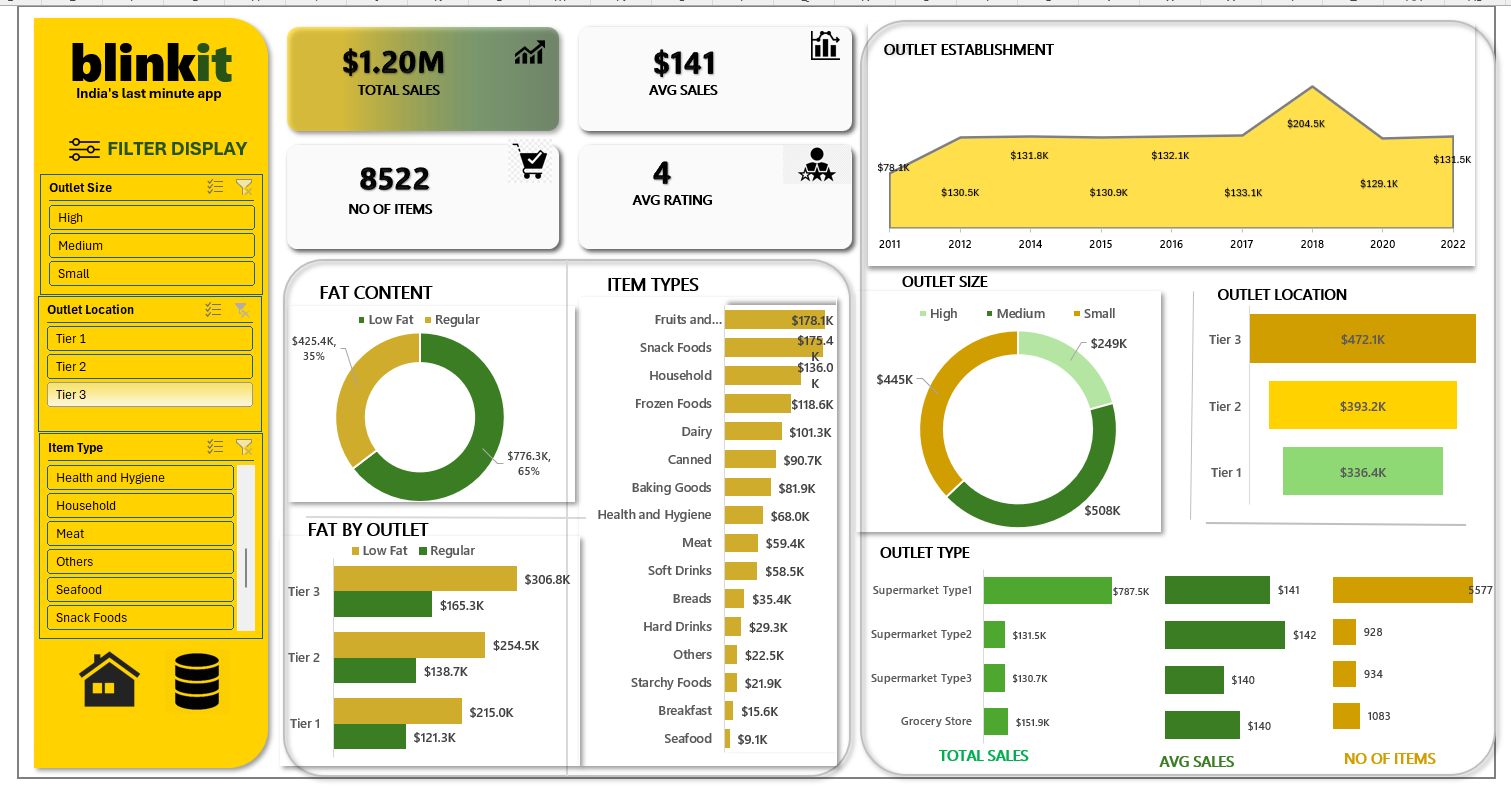 blinkit
India's last minute app
FILTER DISPLAY
Outlet Size
High
Medium
Small
Outlet Location
Tier 1
Tier 2
Tier 3
Item Type
Health and Hygiene
Household
Meat
Others
Seafood
Snack Foods
$1.20M
TOTAL SALES
$141
AVG SALES
8522
NO OF ITEMS
4
AVG RATING
FAT CONTENT
Low Fat Regular
$425.4K,
35%
$776.3K,
65%
FAT BY OUTLET
Low Fat Regular
Tier 3
$306.8K
$165.3K
Tier 2
$254.5K
$138.7K
Tier 1
$215.0K
$121.3K
ITEM TYPES
Fruits and... $178.1K
Snack Foods $175.4
K
Household $136.0
K
Frozen Foods $118.6K
Dairy $101.3K
Canned $90.7K
Baking Goods $81.9K
Health and Hygiene $68.0K
Meat $59.4K
Soft Drinks $58.5K
Breads $35.4K
Hard Drinks $29.3K
Others $22.5K
Starchy Foods $21.9K
Breakfast $15.6K
Seafood $9.1K
OUTLET ESTABLISHMENT
$78.1K
$130.5K
$131.8K
$130.9K
$132.1K
$133.1K
$204.5K
$129.1K
$131.5K
2011 2012 2014 2015 2016 2017 2018 2020 2022
OUTLET SIZE
High Medium Small
$249K
$445K
$508K
OUTLET LOCATION
Tier 3 $472.1K
Tier 2 $393.2K
Tier 1 $336.4K
OUTLET TYPE
Supermarket Type1 $787.5K $141 5577
Supermarket Type2 $131.5K $142 928
Supermarket Type3 $130.7K $140 934
Grocery Store $151.9K $140 1083
TOTAL SALES
AVG SALES
NO OF ITEMS